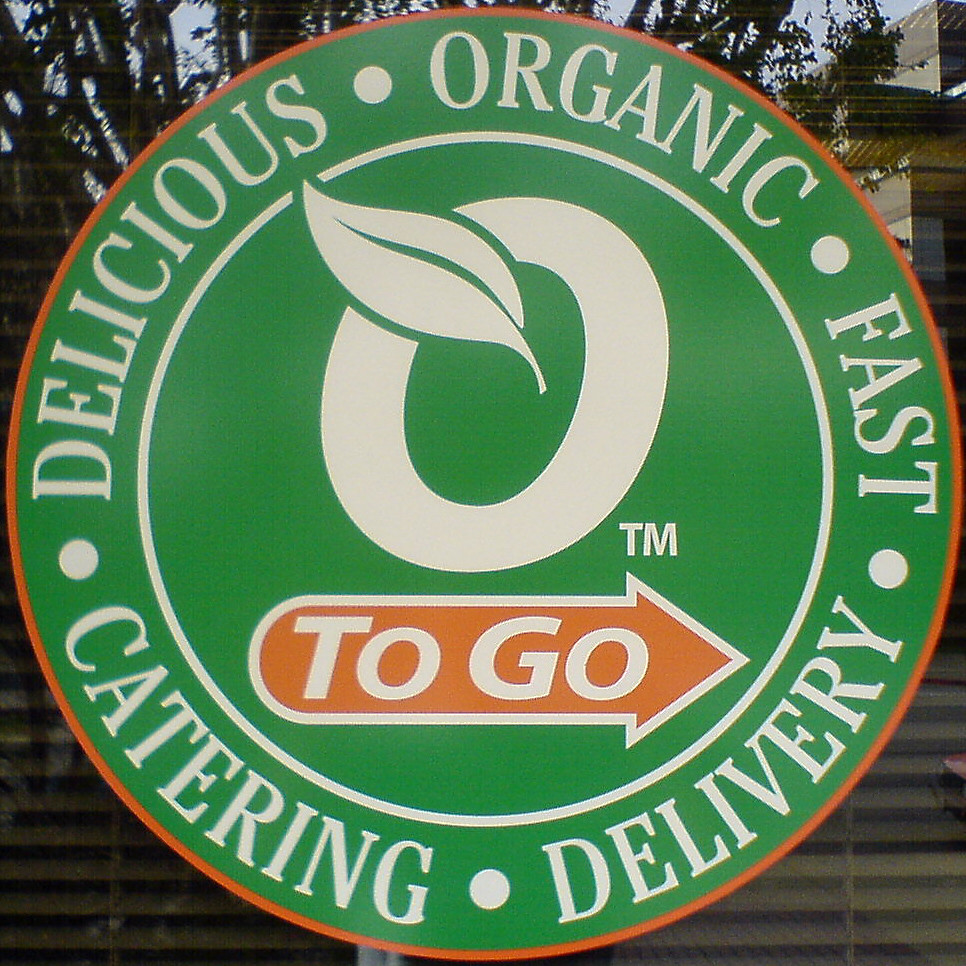 DELICIOUS • ORGANIC • FAST • DELIVERY • CATERING •
O
TM
TO GO